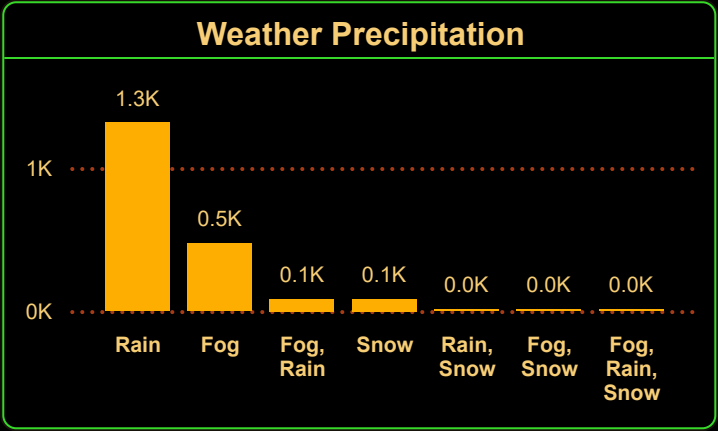 Weather Precipitation
1.3K
1K
0.5K
0.1K
0.1K
0.0K
0.0K
0.0K
0K
Rain
Fog
Fog,
Rain
Snow
Rain,
Snow
Fog,
Snow
Fog,
Rain,
Snow